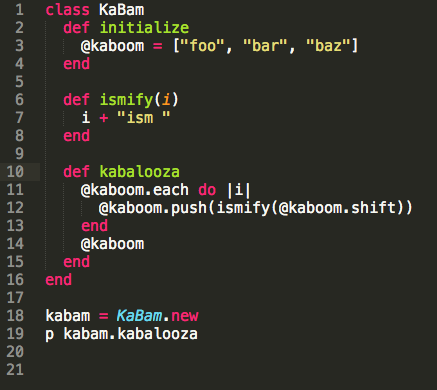 1 class KaBam
2   def initialize
3     @kaboom = ["foo", "bar", "baz"]
4   end
5
6   def ismify(i)
7     i + "ism "
8   end
9
10   def kabalooza
11     @kaboom.each do |i|
12       @kaboom.push(ismify(@kaboom.shift))
13     end
14     @kaboom
15   end
16 end
17
18 kabam = KaBam.new
19 p kabam.kabalooza
20
21